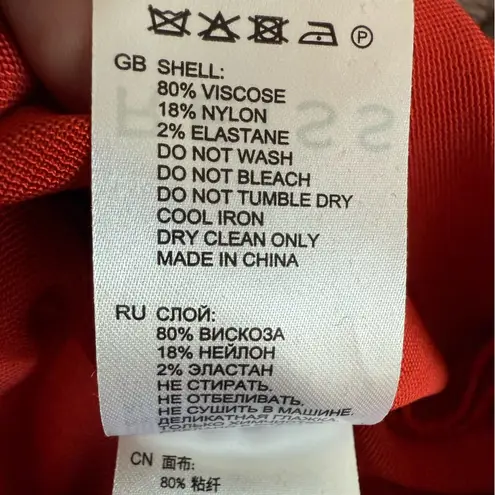 P
GB SHELL:
80% VISCOSE
18% NYLON
2% ELASTANE
DO NOT WASH
DO NOT BLEACH
DO NOT TUMBLE DRY
COOL IRON
DRY CLEAN ONLY
MADE IN CHINA
RU СЛОЙ:
80% ВИСКОЗА
18% НЕЙЛОН
2% ЭЛАСТАН
НЕ СТИРАТЬ.
НЕ ОТБЕЛИВАТЬ.
НЕ СУШИТЬ В МАШИНЕ.
ДЕЛИКАТНАЯ ГЛАЖКА.
CN 面布:
80% 粘纤